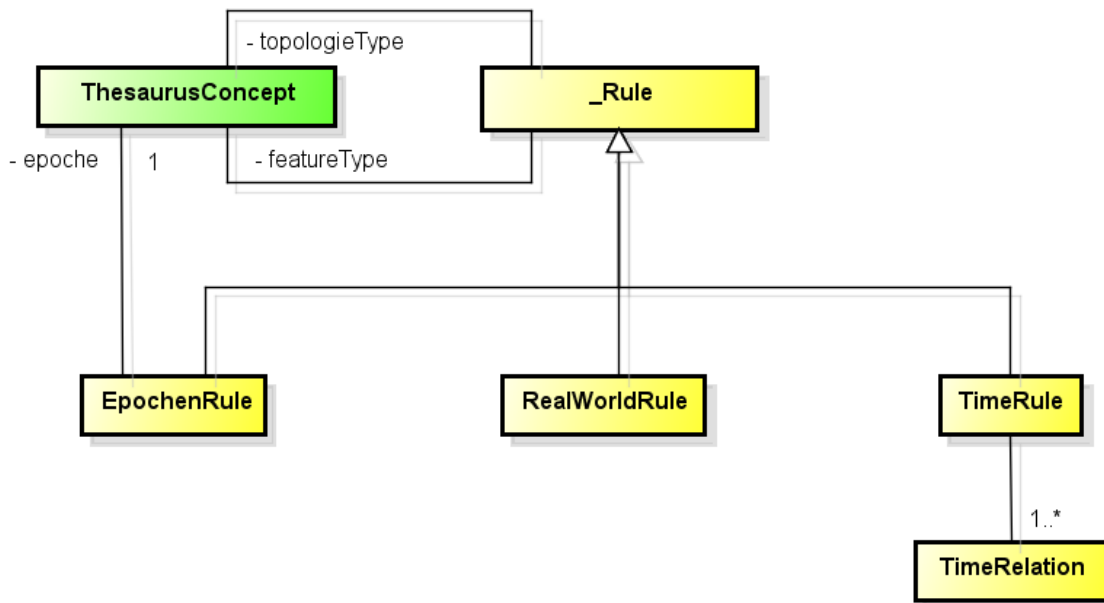 - topologieType
ThesaurusConcept
_Rule
- epoche
1
- featureType
EpochenRule
RealWorldRule
TimeRule
1..*
TimeRelation